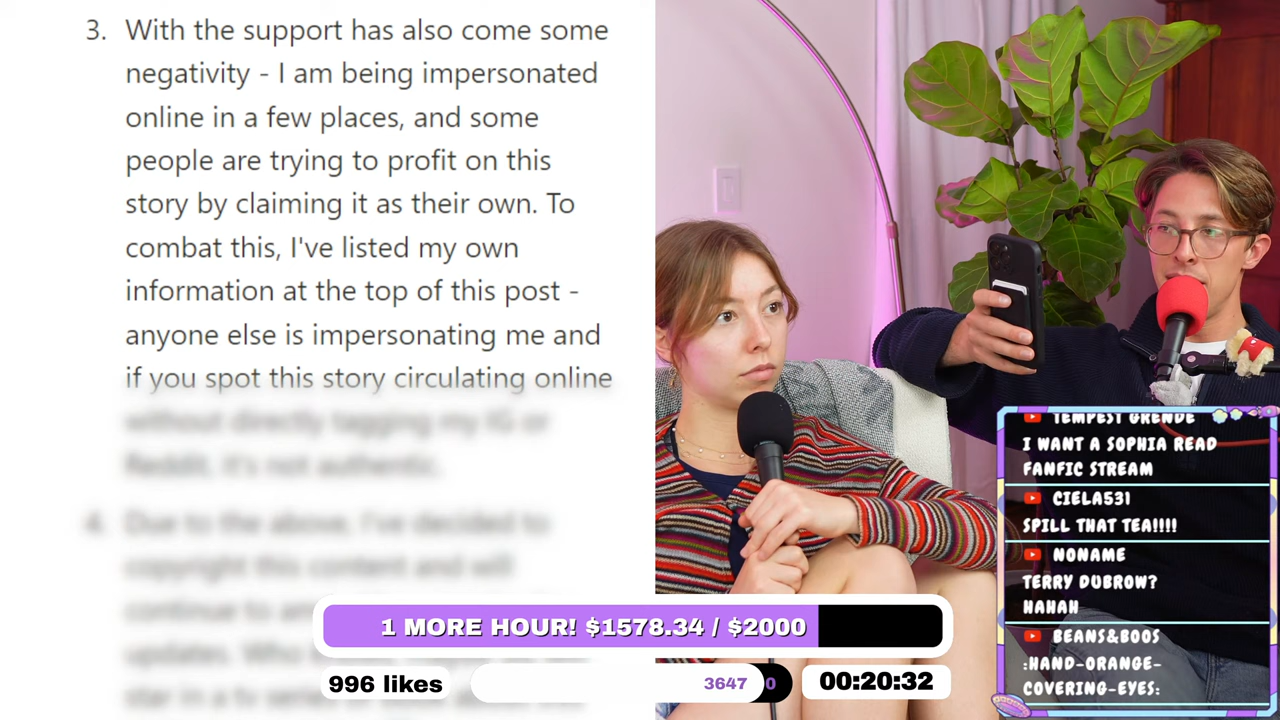 3. With the support has also come some
negativity - I am being impersonated
online in a few places, and some
people are trying to profit on this
story by claiming it as their own. To
combat this, I've listed my own
information at the top of this post -
anyone else is impersonating me and
if you spot this story circulating online
4.
1 MORE HOUR! $1578.34 / $2000
996 likes
3647
0
00:20:32
TEMPEST GRENDE
I WANT A SOPHIA READ
FANFIC STREAM
CIELA531
SPILL THAT TEA!!!!
NONAME
TERRY DUBROW?
HAHAH
BEANS&BOOS
:HAND-ORANGE-
COVERING-EYES: